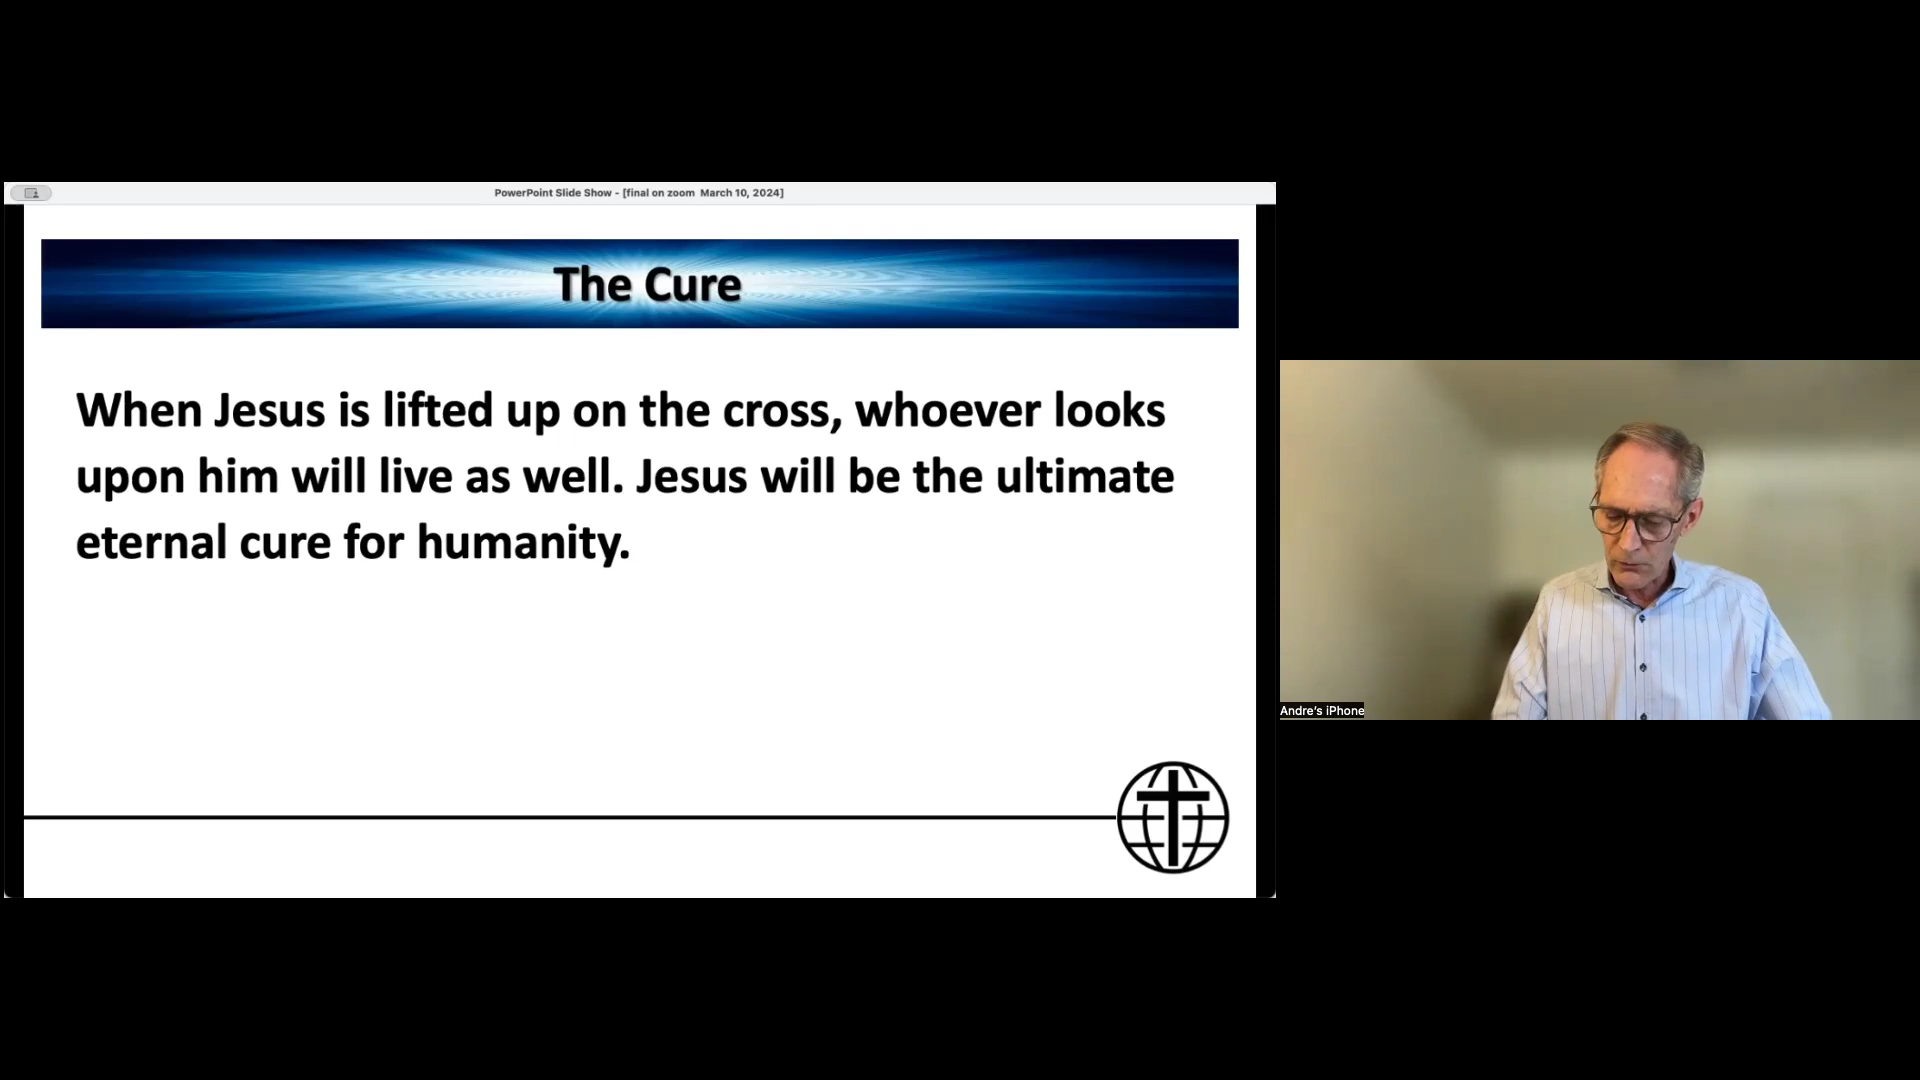 PowerPoint Slide Show - [final on zoom  March 10, 2024]
The Cure
When Jesus is lifted up on the cross, whoever looks
upon him will live as well. Jesus will be the ultimate
eternal cure for humanity.
Andre's iPhone